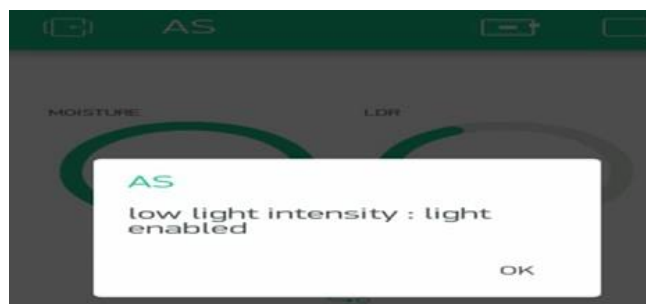 AS
MOISTURE
LDR
AS
low light intensity : light
enabled
OK